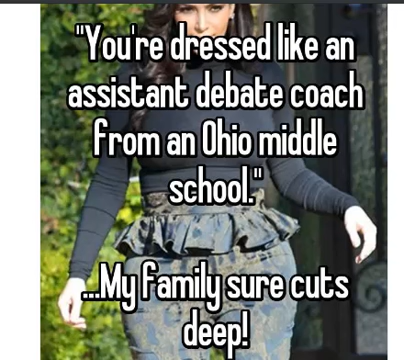 "You're dressed like an
assistant debate coach
from an Ohio middle
school."
...My family sure cuts
deep!